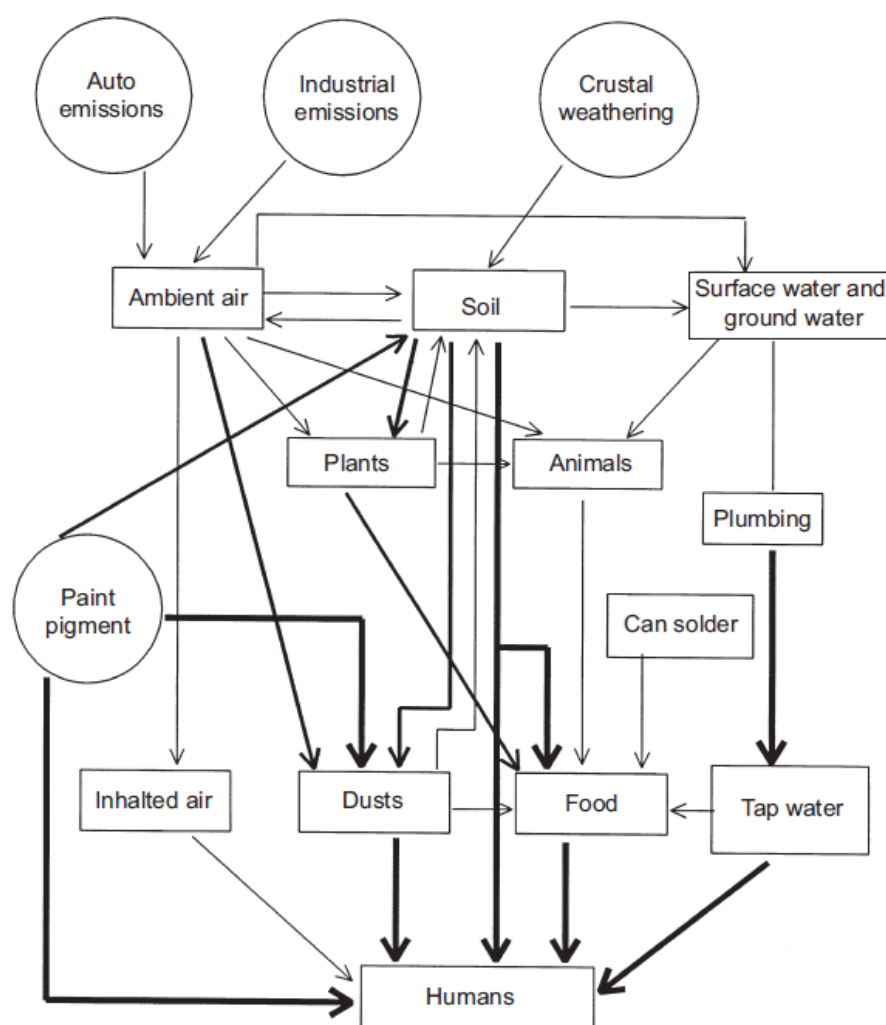 Auto
emissions
Industrial
emissions
Crustal
weathering
Ambient air
Soil
Surface water and
ground water
Plants
Animals
Plumbing
Paint
pigment
Can solder
Inhalted air
Dusts
Food
Tap water
Humans